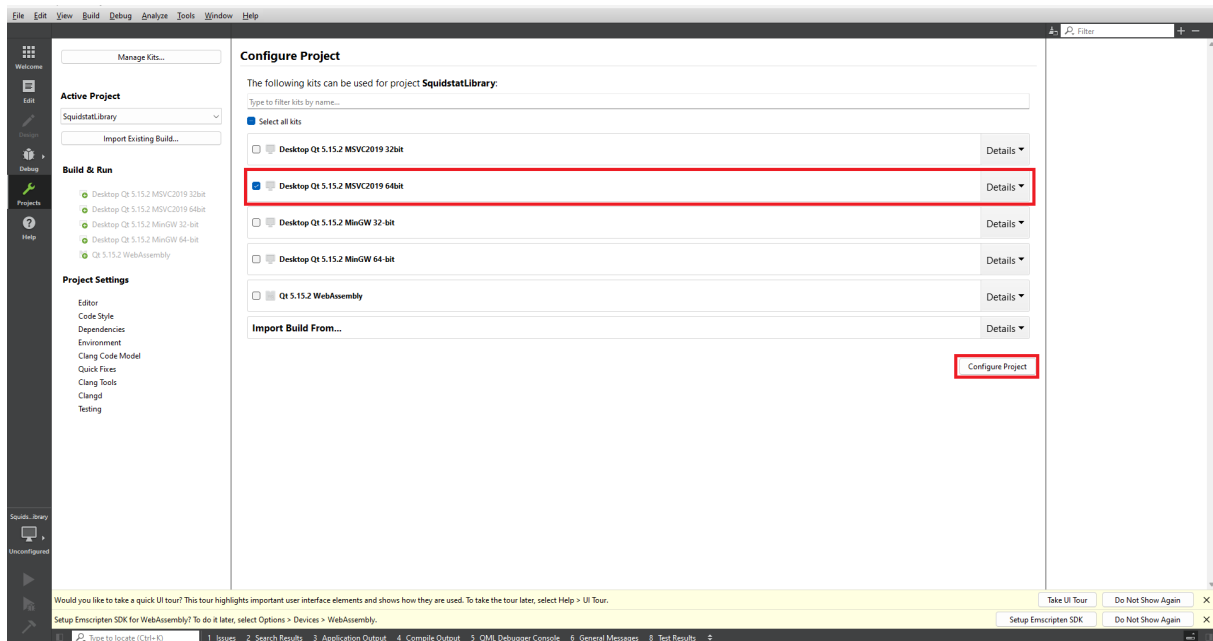 File Edit View Build Debug Analyze Tools Window Help
Filter
Welcome
Edit
Design
Debug
Projects
Help
Manage Kits...
Active Project
SquidstatLibrary
Import Existing Build...
Build & Run
Desktop Qt 5.15.2 MSVC2019 32bit
Desktop Qt 5.15.2 MSVC2019 64bit
Desktop Qt 5.15.2 MinGW 32-bit
Desktop Qt 5.15.2 MinGW 64-bit
Qt 5.15.2 WebAssembly
Project Settings
Editor
Code Style
Dependencies
Environment
Clang Code Model
Quick Fixes
Clang Tools
Clangd
Testing
Configure Project
The following kits can be used for project SquidstatLibrary:
Type to filter kits by name...
Select all kits
Desktop Qt 5.15.2 MSVC2019 32bit Details
Desktop Qt 5.15.2 MSVC2019 64bit Details
Desktop Qt 5.15.2 MinGW 32-bit Details
Desktop Qt 5.15.2 MinGW 64-bit Details
Qt 5.15.2 WebAssembly Details
Import Build From... Details
Configure Project
Squids...ibrary
Unconfigured
Would you like to take a quick UI tour? This tour highlights important user interface elements and shows how they are used. To take the tour later, select Help > UI Tour. Take UI Tour Do Not Show Again
Setup Emscripten SDK for WebAssembly? To do it later, select Options > Devices > WebAssembly. Setup Emscripten SDK Do Not Show Again
Type to locate (Ctrl+K) 1 Issues 2 Search Results 3 Application Output 4 Compile Output 5 QML Debugger Console 6 General Messages 8 Test Results